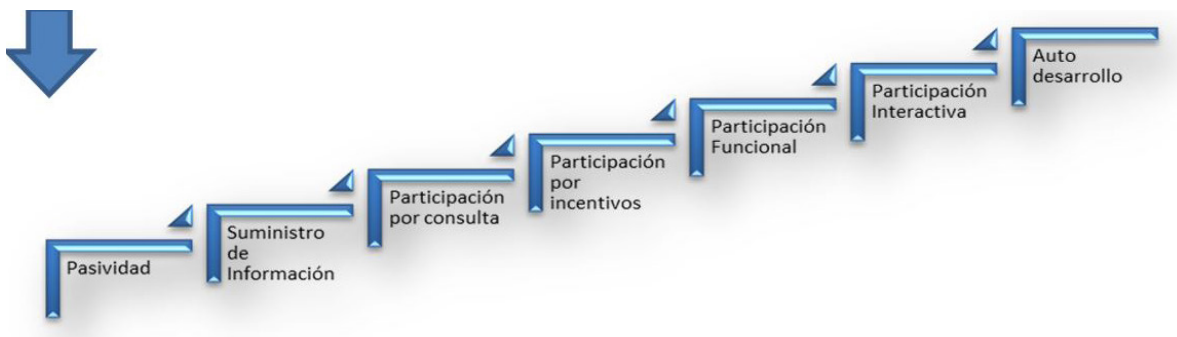 Pasividad
Suministro
de
Información
Participación
por consulta
Participación
por
incentivos
Participación
Funcional
Participación
Interactiva
Auto
desarrollo